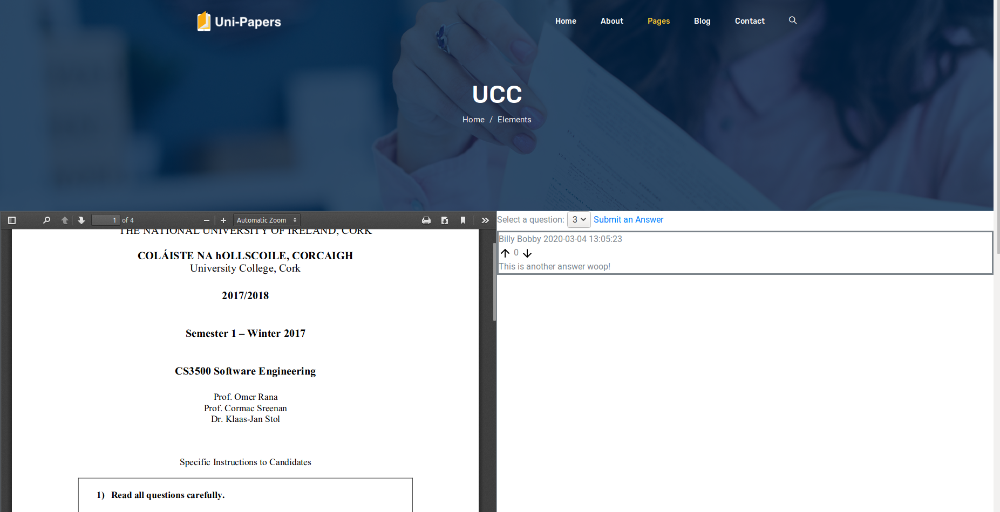 Uni-Papers
Home About Pages Blog Contact
UCC
Home / Elements
1 of 4 Automatic Zoom
THE NATIONAL UNIVERSITY OF IRELAND, CORK
COLÁISTE NA hOLLSCOILE, CORCAIGH
University College, Cork
2017/2018
Semester 1 – Winter 2017
CS3500 Software Engineering
Prof. Omer Rana
Prof. Cormac Sreenan
Dr. Klaas-Jan Stol
Specific Instructions to Candidates
1) Read all questions carefully.
Select a question: 3 Submit an Answer
Billy Bobby 2020-03-04 13:05:23
0
This is another answer woop!